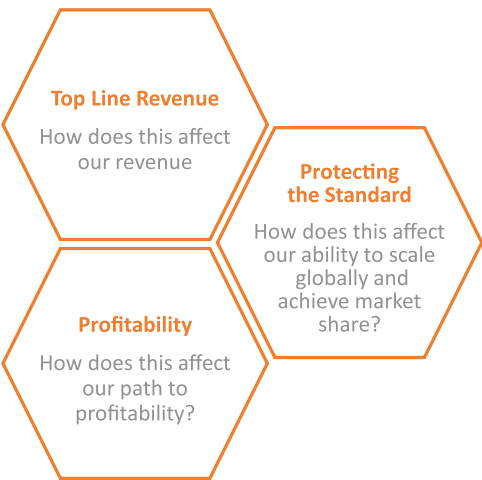 Top Line Revenue
How does this affect
our revenue
Protecting
the Standard
How does this affect
our ability to scale
globally and
achieve market
share?
Profitability
How does this affect
our path to
profitability?